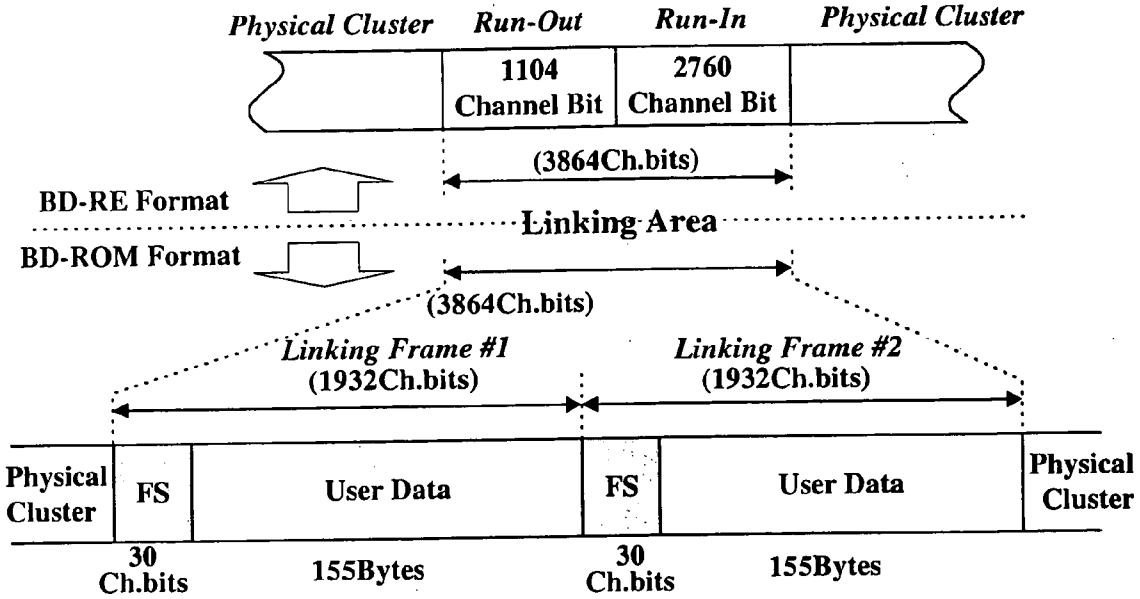 Physical Cluster Run-Out Run-In Physical Cluster
1104 Channel Bit
2760 Channel Bit
(3864Ch.bits)
BD-RE Format
Linking Area
BD-ROM Format
(3864Ch.bits)
Linking Frame #1
(1932Ch.bits)
Linking Frame #2
(1932Ch.bits)
Physical Cluster
FS
User Data
FS
User Data
Physical Cluster
30 Ch.bits
155Bytes
30 Ch.bits
155Bytes